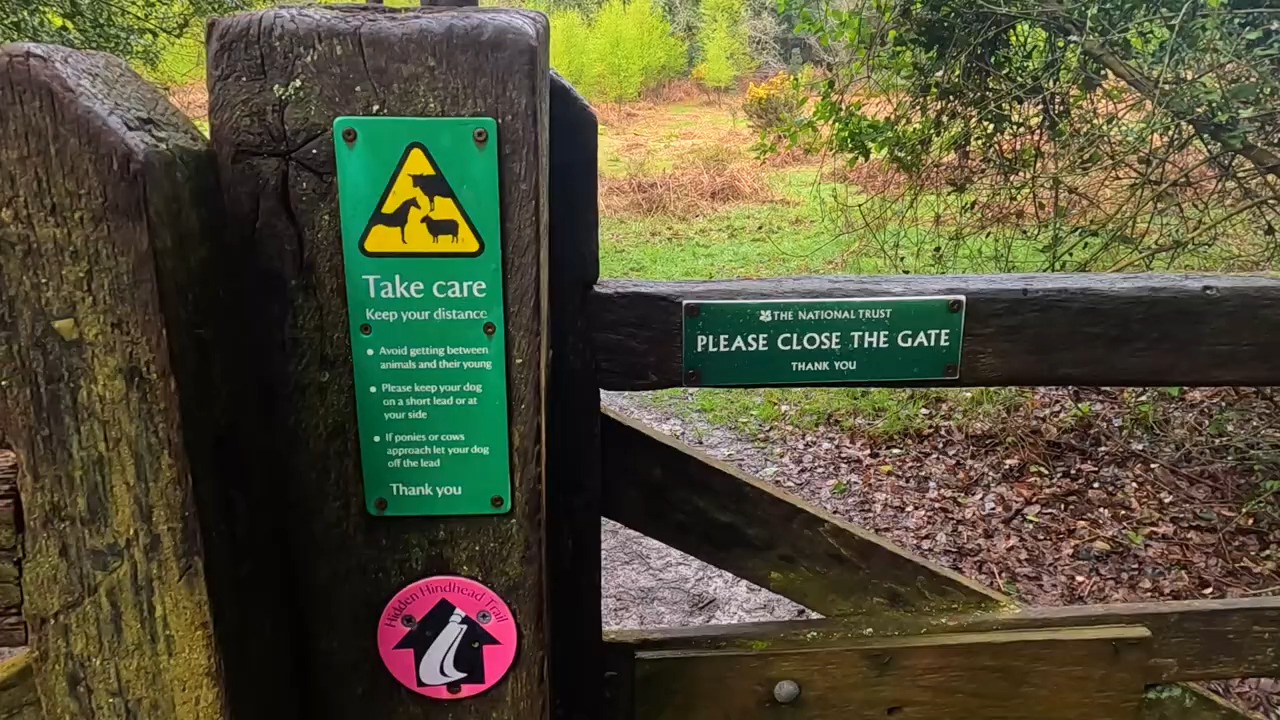 Take care
Keep your distance
• Avoid getting between
animals and their young
• Please keep your dog
on a short lead or at
your side
• If ponies or cows
approach let your dog
off the lead
Thank you
Hidden Hindhead Trail
THE NATIONAL TRUST
PLEASE CLOSE THE GATE
THANK YOU